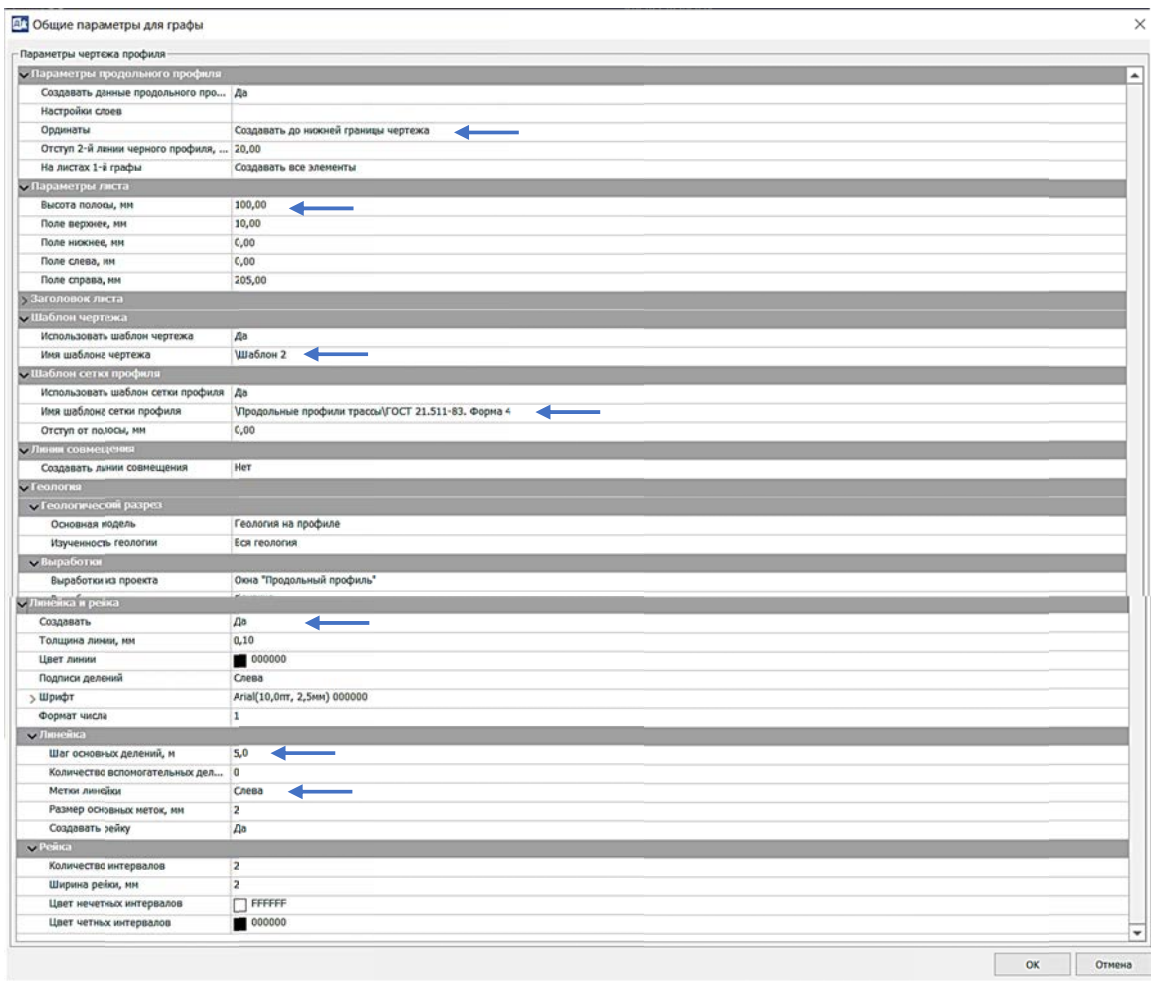 Общие параметры для графы
Параметры чертежа профиля
Параметры продольного профиля
Создавать данные продольного про... Да
Настройки слоев
Ординаты Создавать до нижней границы чертежа
Отступ 2-й линии черного профиля, ... 20,00
На листах 1-й графы Создавать все элементы
Параметры листа
Высота полосы, мм 100,00
Поле верхнее, мм 10,00
Поле нижнее, мм 0,00
Поле слева, мм 0,00
Поле справа, мм 205,00
Заголовок листа
Шаблон чертежа
Использовать шаблон чертежа Да
Имя шаблона чертежа \Шаблон 2
Шаблон сетки профиля
Использовать шаблон сетки профиля Да
Имя шаблона сетки профиля \Продольные профили трассы\ГОСТ 21.511-83. Форма 4
Отступ от полосы, мм 0,00
Линии совмещения
Создавать линии совмещения Нет
Геология
Геологический разрез
Основная модель Геология на профиле
Изученность геологии Вся геология
Выработки
Выработки из проекта Окна "Продольный профиль"
Линейка и рейка
Создавать Да
Толщина линии, мм 0,10
Цвет линии 000000
Подписи делений Слева
Шрифт Arial(10,0пт, 2,5мм) 000000
Формат числа 1
Линейка
Шаг основных делений, м 5,0
Количество вспомогательных дел... 0
Метки линейки Слева
Размер основных меток, мм 2
Создавать рейку Да
Рейка
Количество интервалов 2
Ширина рейки, мм 2
Цвет нечетных интервалов FFFFFF
Цвет четных интервалов 000000
ОК Отмена